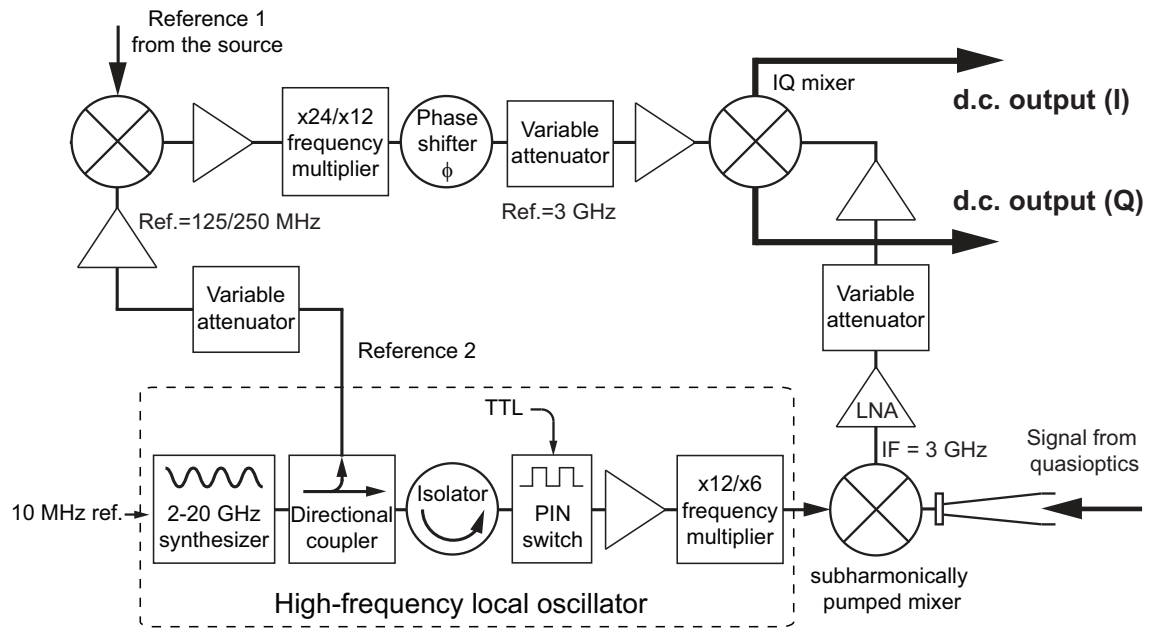 Reference 1
from the source
x24/x12
frequency
multiplier
Phase
shifter
ϕ
Variable
attenuator
IQ mixer
d.c. output (I)
d.c. output (Q)
Ref.=125/250 MHz
Ref.=3 GHz
Variable
attenuator
Variable
attenuator
Reference 2
LNA
TTL
IF = 3 GHz
Signal from
quasioptics
10 MHz ref.
2-20 GHz
synthesizer
Directional
coupler
Isolator
PIN
switch
x12/x6
frequency
multiplier
subharmonically
pumped mixer
High-frequency local oscillator